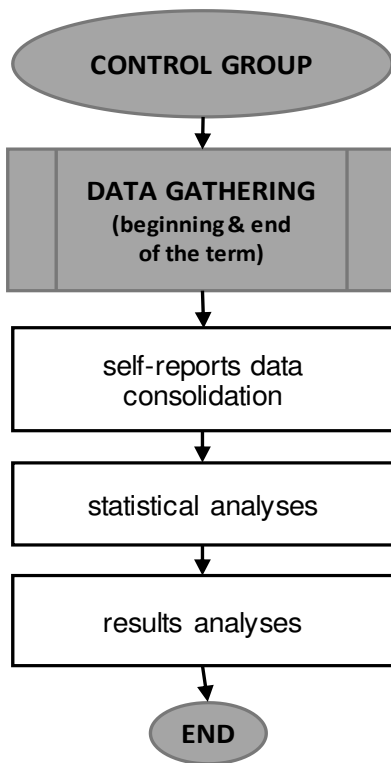 CONTROL GROUP
DATA GATHERING
(beginning & end
of the term)
self-reports data
consolidation
statistical analyses
results analyses
END